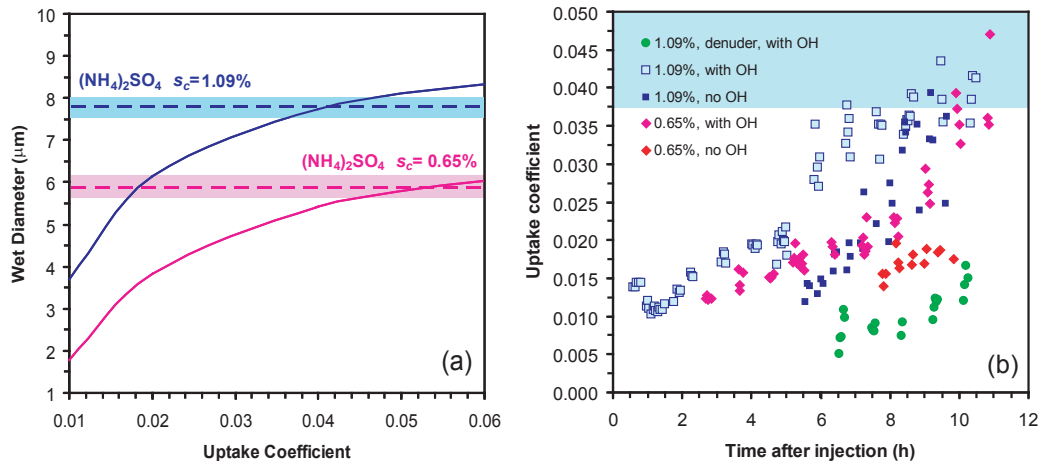 10
9
8
7
6
5
4
3
2
1
Wet Diameter (μm)
(NH₄)₂SO₄ s꜀=1.09%
(NH₄)₂SO₄ s꜀= 0.65%
(a)
0.01
0.02
0.03
0.04
0.05
0.06
Uptake Coefficient
0.050
0.045
0.040
0.035
0.030
0.025
0.020
0.015
0.010
0.005
0.000
Uptake coefficient
1.09%, denuder, with OH
1.09%, with OH
1.09%, no OH
0.65%, with OH
0.65%, no OH
(b)
0
2
4
6
8
10
12
Time after injection (h)